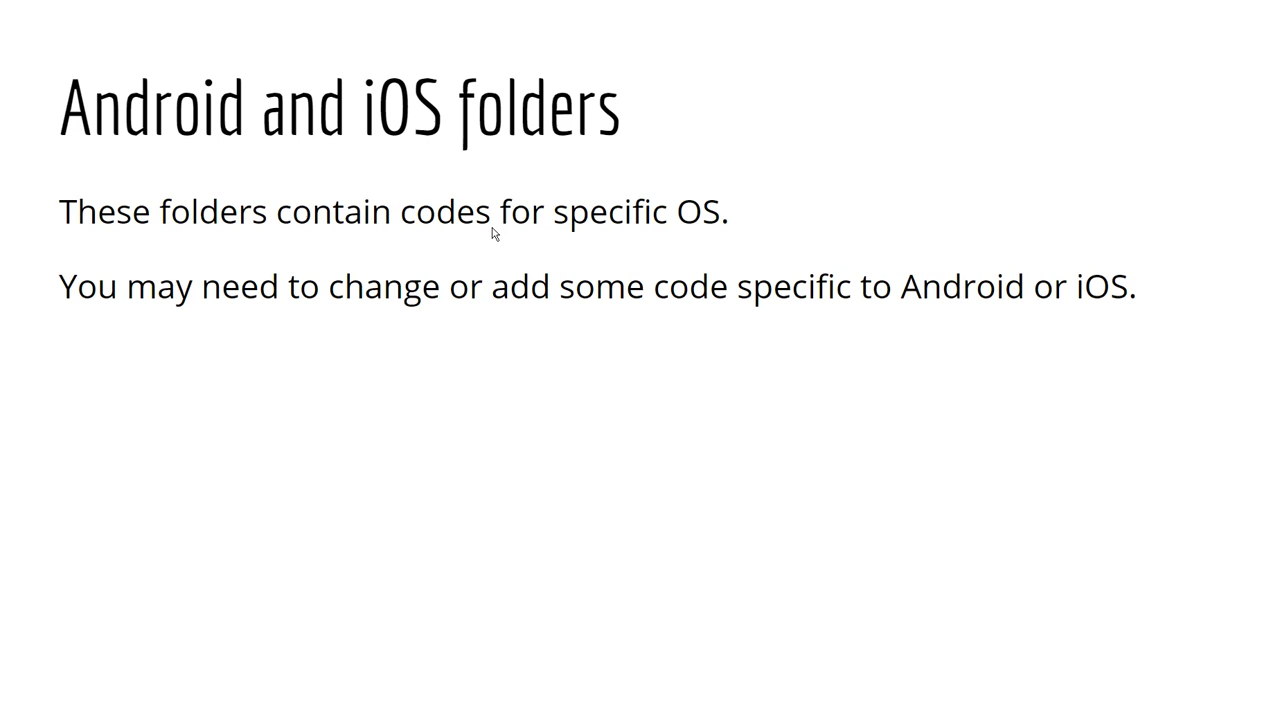 Android and iOS folders
These folders contain codes for specific OS.
You may need to change or add some code specific to Android or iOS.